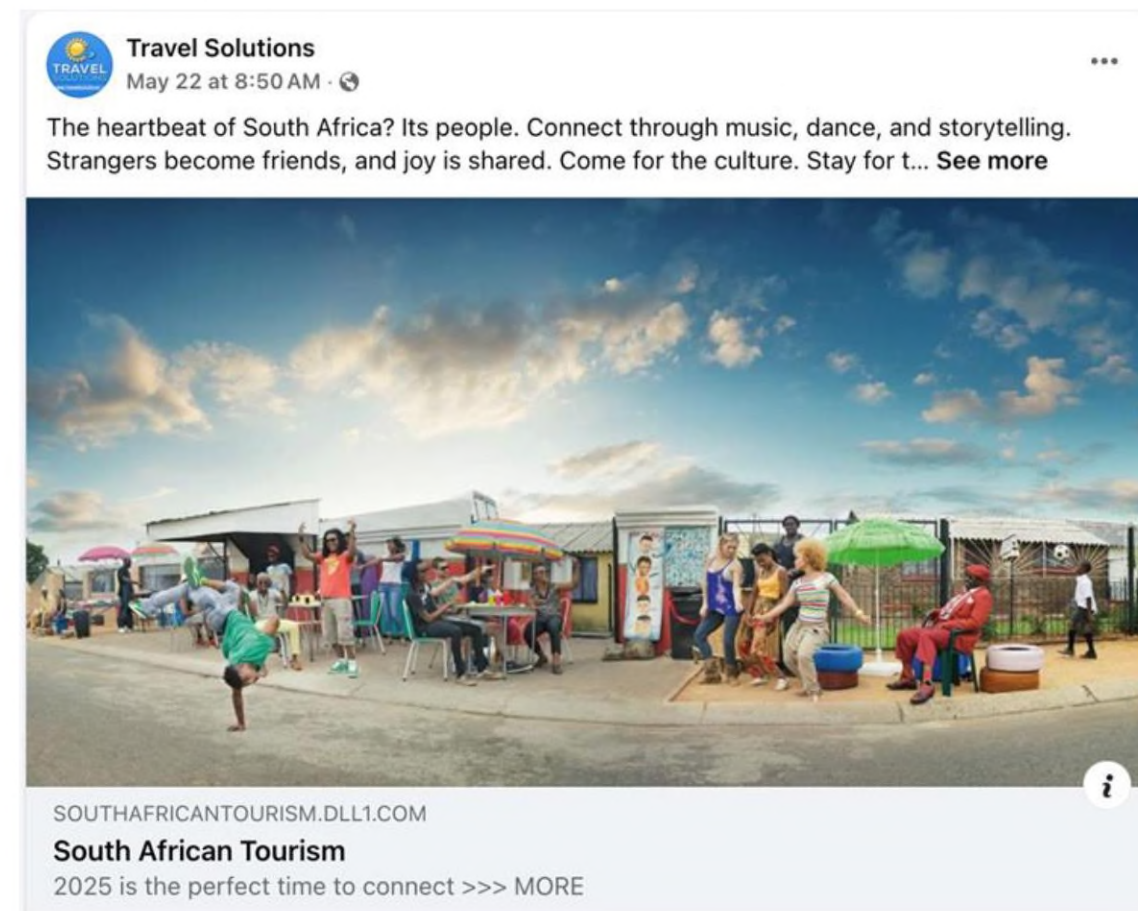 Travel Solutions
May 22 at 8:50 AM ·
TRAVEL
SOLUTIONS
The heartbeat of South Africa? Its people. Connect through music, dance, and storytelling.
Strangers become friends, and joy is shared. Come for the culture. Stay for t... See more
SOUTHAFRICANTOURISM.DLL1.COM
South African Tourism
2025 is the perfect time to connect >>> MORE